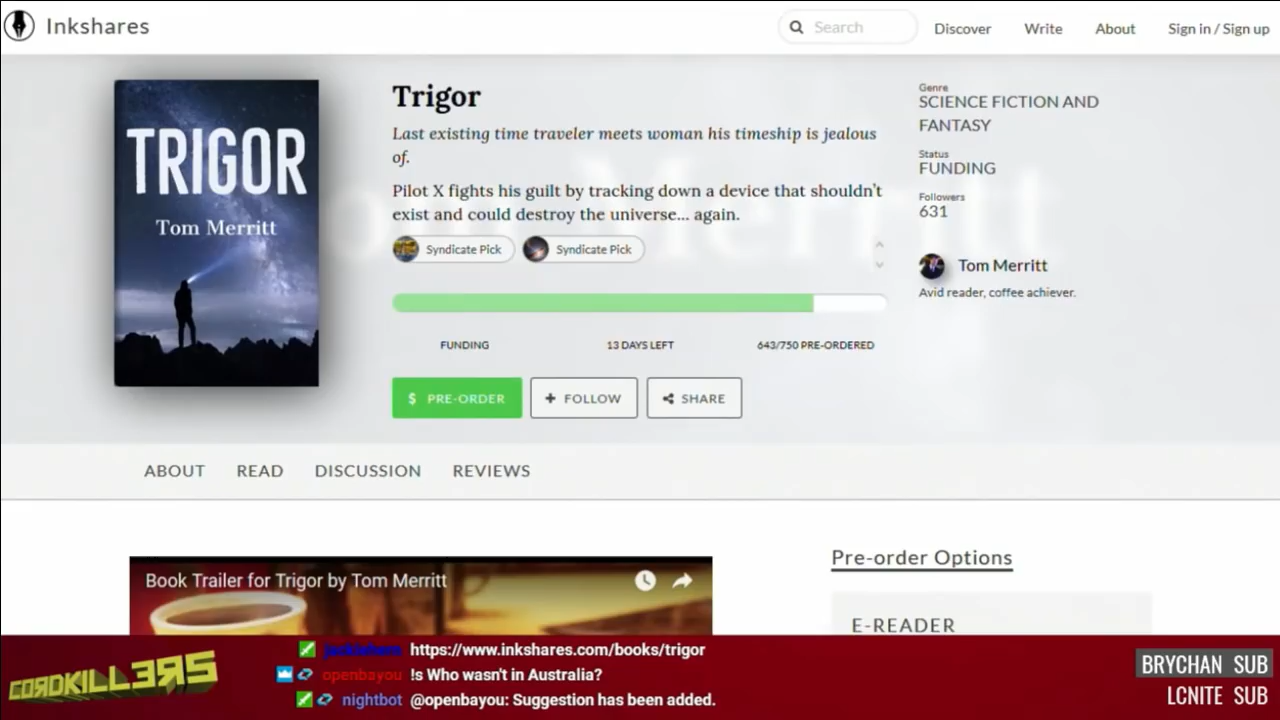 Inkshares
Search
Discover
Write
About
Sign in / Sign up
TRIGOR
Tom Merritt
Trigor
Last existing time traveler meets woman his timeship is jealous
of.
Pilot X fights his guilt by tracking down a device that shouldn't
exist and could destroy the universe... again.
Syndicate Pick
Syndicate Pick
FUNDING
13 DAYS LEFT
643/750 PRE-ORDERED
$ PRE-ORDER
+ FOLLOW
SHARE
Genre
SCIENCE FICTION AND
FANTASY
Status
FUNDING
Followers
631
Tom Merritt
Avid reader, coffee achiever.
ABOUT
READ
DISCUSSION
REVIEWS
Book Trailer for Trigor by Tom Merritt
Pre-order Options
E-READER
CORDKILL3RS
https://www.inkshares.com/books/trigor
openbayou !s Who wasn't in Australia?
nightbot @openbayou: Suggestion has been added.
BRYCHAN SUB
LCNITE SUB